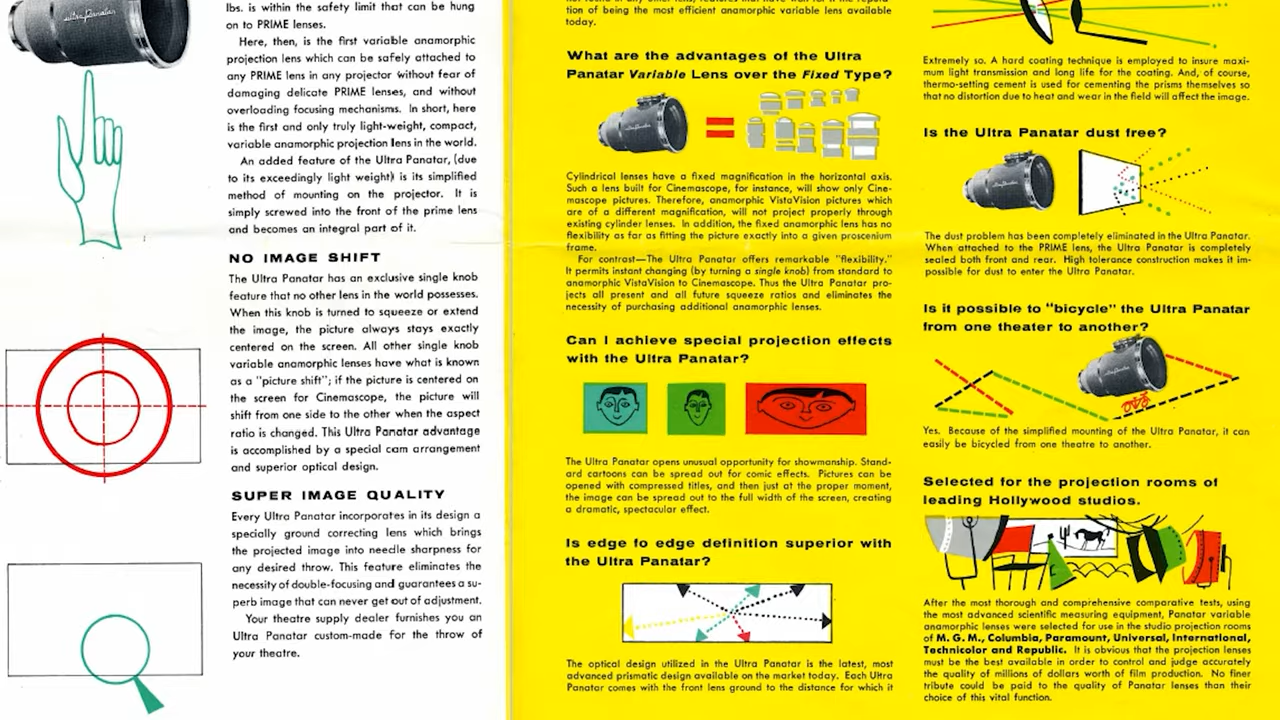 lbs. is within the safety limit that can be hung
on to PRIME lenses.
Here, then, is the first variable anamorphic
projection lens which can be safely attached to
any PRIME lens in any projector without fear of
damaging delicate PRIME lenses, and without
overloading focusing mechanisms. In short, here
is the first and only truly light-weight, compact,
variable anamorphic projection lens in the world.
An added feature of the Ultra Panatar, (due
to its exceedingly light weight) is its simplified
method of mounting on the projector. It is
simply screwed into the front of the prime lens
and becomes an integral part of it.
NO IMAGE SHIFT
The Ultra Panatar has an exclusive single knob
feature that no other lens in the world possesses.
When this knob is turned to squeeze or extend
the image, the picture always stays exactly
centered on the screen. All other single knob
variable anamorphic lenses have what is known
as a "picture shift"; if the picture is centered on
the screen for Cinemascope, the picture will
shift from one side to the other when the aspect
ratio is changed. This Ultra Panatar advantage
is accomplished by a special cam arrangement
and superior optical design.
SUPER IMAGE QUALITY
Every Ultra Panatar incorporates in its design a
specially ground correcting lens which brings
the projected image into needle sharpness for
any desired throw. This feature eliminates the
necessity of double-focusing and guarantees a su-
perb image that can never get out of adjustment.
Your theatre supply dealer furnishes you an
Ultra Panatar custom-made for the throw of
your theatre.
tion of being the most efficient anamorphic variable lens available
today.
What are the advantages of the Ultra
Panatar Variable Lens over the Fixed Type?
Cylindrical lenses have a fixed magnification in the horizontal axis.
Such a lens built for Cinemascope, for instance, will show only Cine-
mascope pictures. Therefore, anamorphic VistaVision pictures which
are of a different magnification, will not project properly through
existing cylinder lenses. In addition, the fixed anamorphic lens has no
flexibility as far as fitting the picture exactly into a given proscenium
frame.
For contrast—The Ultra Panatar offers remarkable "flexibility."
It permits instant changing (by turning a single knob) from standard to
anamorphic VistaVision to Cinemascope. Thus the Ultra Panatar pro-
jects all present and all future squeeze ratios and eliminates the
necessity of purchasing additional anamorphic lenses.
Can I achieve special projection effects
with the Ultra Panatar?
The Ultra Panatar opens unusual opportunity for showmanship. Stand-
ard cartoons can be spread out for comic effects. Pictures can be
opened with compressed titles, and then just at the proper moment,
the image can be spread out to the full width of the screen, creating
a dramatic, spectacular effect.
Is edge to edge definition superior with
the Ultra Panatar?
The optical design utilized in the Ultra Panatar is the latest, most
advanced prismatic design available on the market today. Each Ultra
Panatar comes with the front lens ground to the distance for which it
Extremely so. A hard coating technique is employed to insure maxi-
mum light transmission and long life for the coating. And, of course,
thermo-setting cement is used for cementing the prisms themselves so
that no distortion due to heat and wear in the field will affect the image.
Is the Ultra Panatar dust free?
The dust problem has been completely eliminated in the Ultra Panatar.
When attached to the PRIME lens, the Ultra Panatar is completely
sealed both front and rear. High tolerance construction makes it im-
possible for dust to enter the Ultra Panatar.
Is it possible to "bicycle" the Ultra Panatar
from one theater to another?
Yes. Because of the simplified mounting of the Ultra Panatar, it can
easily be bicycled from one theatre to another.
Selected for the projection rooms of
leading Hollywood studios.
After the most thorough and comprehensive comparative tests, using
the most advanced scientific measuring equipment, Panatar variable
anamorphic lenses were selected for use in the studio projection rooms
of M. G. M., Columbia, Paramount, Universal, International,
Technicolor and Republic. It is obvious that the projection lenses
must be the best available in order to control and judge accurately
the quality of millions of dollars worth of film production. No finer
tribute could be paid to the quality of Panatar lenses than their
choice of this vital function.